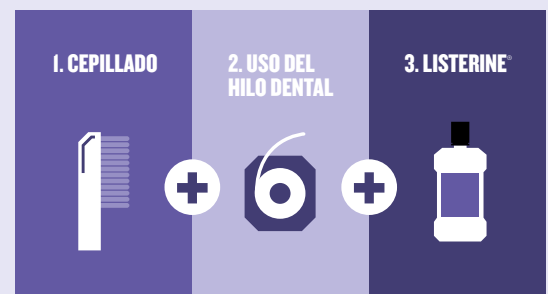 1. CEPILLADO
2. USO DEL
HILO DENTAL
3. LISTERINE®